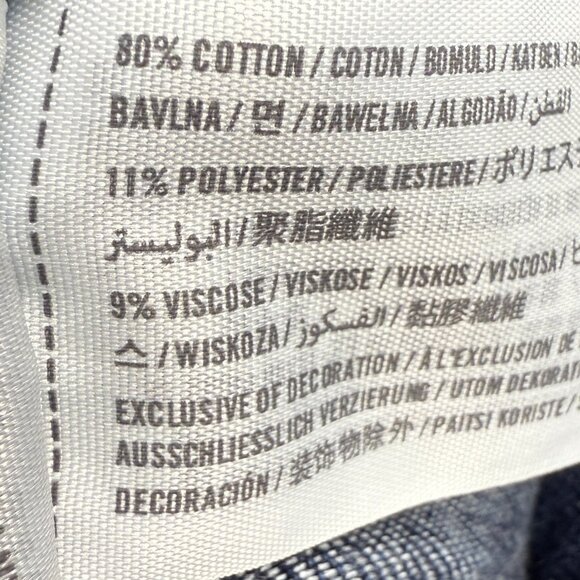 80% COTTON / COTON / BOMULD / KATOEN /
BAVLNA / 면 / BAWEŁNA / ALGODÃO / القطن
11% POLYESTER / POLIESTERE / ポリエス
البوليستر / 聚脂纖維
9% VISCOSE / VISKOSE / VISKOS / VISCOSA /
스 / WISKOZA / الفسكوز / 黏膠纖維
EXCLUSIVE OF DECORATION / À L'EXCLUSION DE
AUSSCHLIESSLICH VERZIERUNG / UTOM DEKORAT
DECORACIÓN / 装饰物除外 / PAITSI KORISTE /